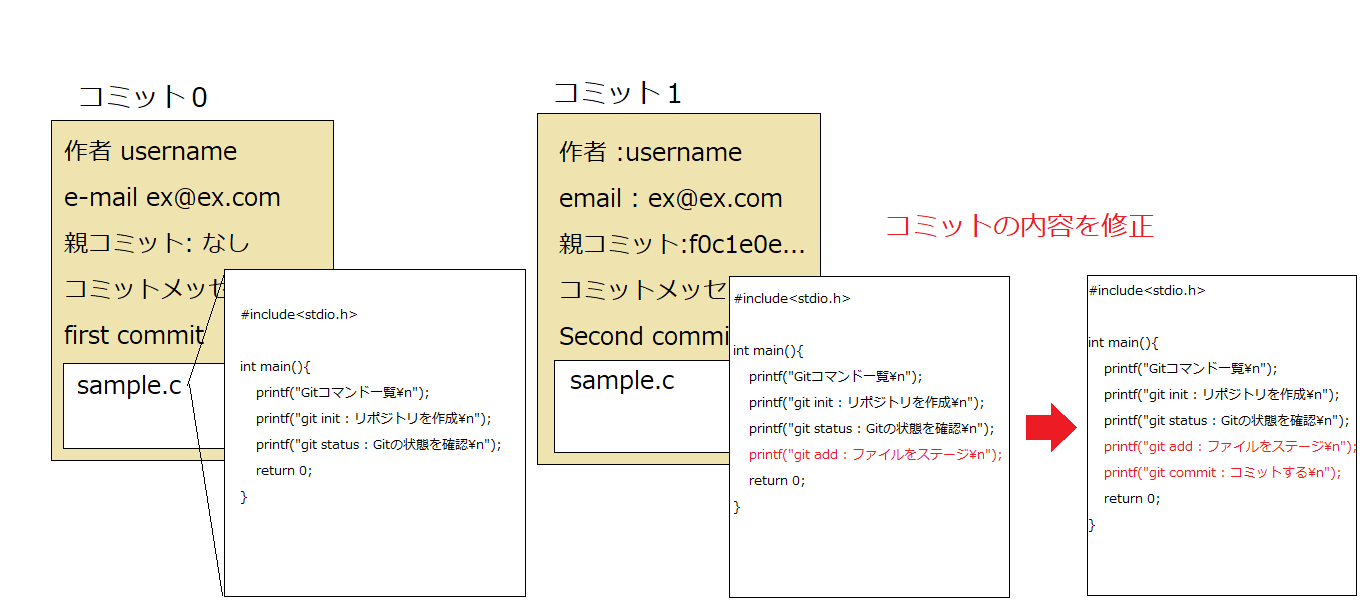 コミット０
作者 username
e-mail ex@ex.com
親コミット: なし
コミットメッセ
first commit
sample.c
#include<stdio.h>
int main(){
printf("Gitコマンド一覧¥n");
printf("git init : リポジトリを作成¥n");
printf("git status : Gitの状態を確認¥n");
return 0;
}
コミット１
作者 :username
email : ex@ex.com
親コミット:f0c1e0e...
コミットメッセ
Second commi
sample.c
#include<stdio.h>
int main(){
printf("Gitコマンド一覧¥n");
printf("git init : リポジトリを作成¥n");
printf("git status : Gitの状態を確認¥n");
printf("git add : ファイルをステージ¥n");
return 0;
}
コミットの内容を修正
#include<stdio.h>
int main(){
printf("Gitコマンド一覧¥n");
printf("git init : リポジトリを作成¥n");
printf("git status : Gitの状態を確認¥n");
printf("git add : ファイルをステージ¥n");
printf("git commit : コミットする¥n");
return 0;
}